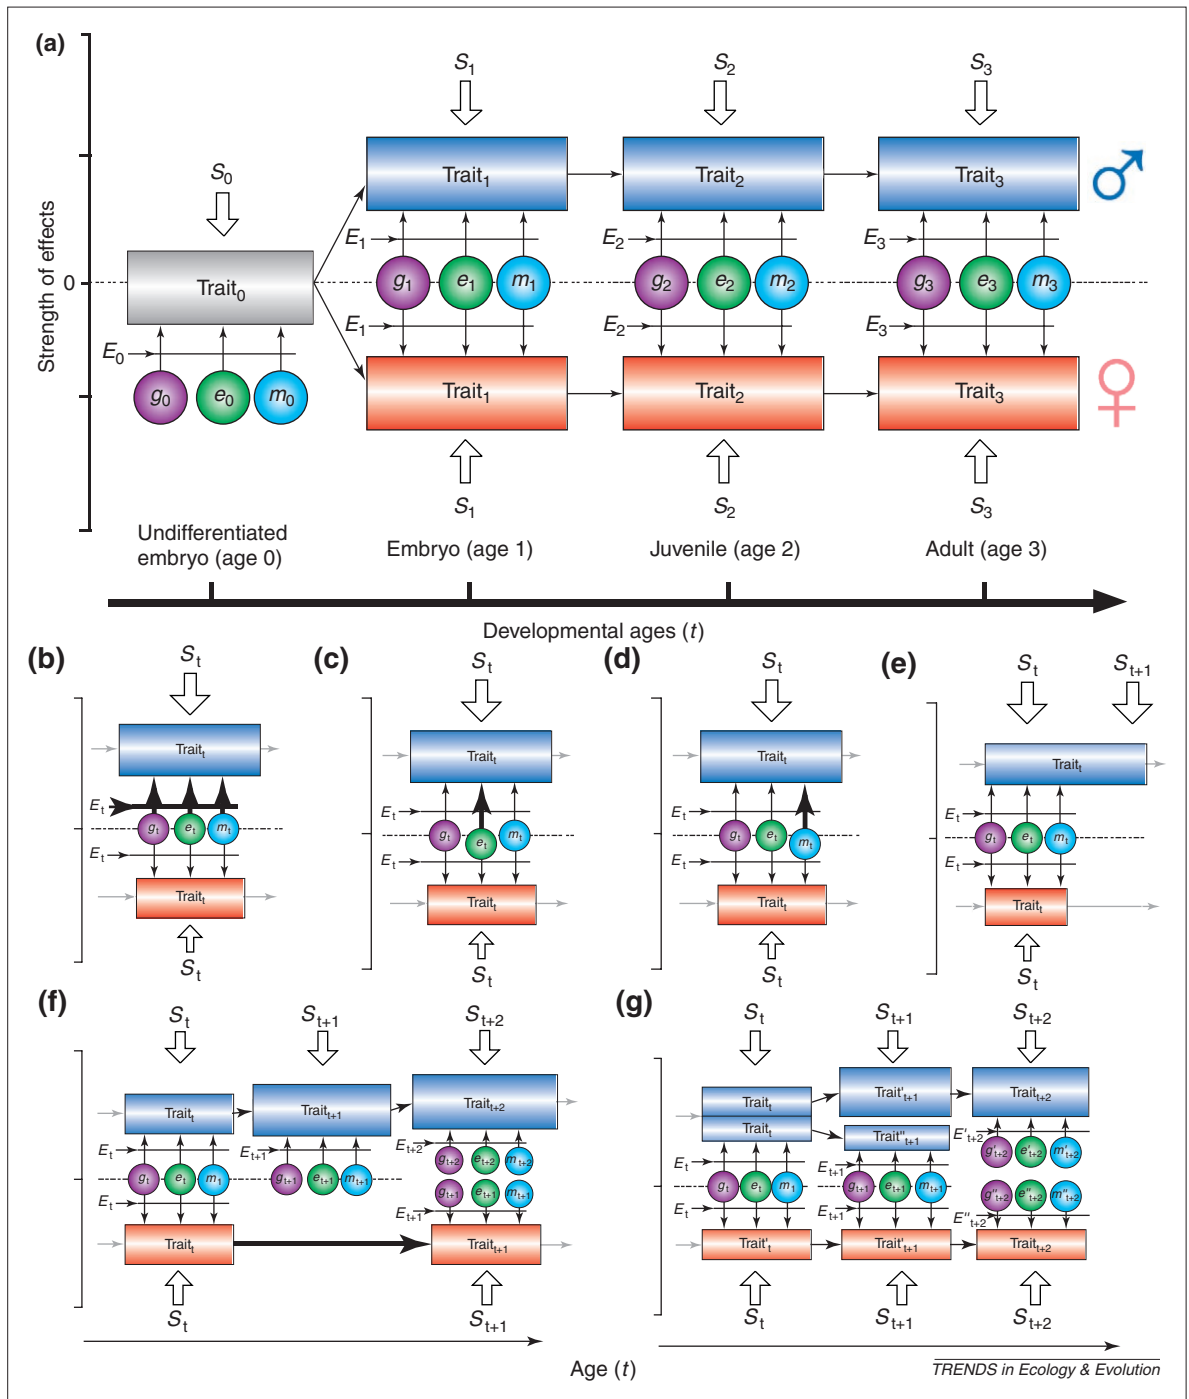 (a)
S1 S2 S3
S0
Trait1 Trait2 Trait3 ♂
E1 E2 E3
Strength of effects
0
Trait0
g1 e1 m1 g2 e2 m2 g3 e3 m3
E1 E2 E3
E0
g0 e0 m0
Trait1 Trait2 Trait3 ♀
S1 S2 S3
Undifferentiated
embryo (age 0)
Embryo (age 1) Juvenile (age 2) Adult (age 3)
Developmental ages (t)
(b)
St
Traitt
Et
gt et mt
Et
Traitt
St
(c)
St
Traitt
Et
gt et mt
Et
Traitt
St
(d)
St
Traitt
Et
gt et mt
Et
Traitt
St
(e)
St St+1
Traitt
Et
gt et mt
Et
Traitt
St
(f)
St St+1 St+2
Traitt Traitt+1 Traitt+2
Et Et+1 Et+2
gt+2 et+2 mt+2
gt et m1 gt+1 et+1 mt+1
gt+1 et+1 mt+1
Et Et+1
Traitt Traitt+1
St St+1
(g)
St St+1 St+2
Traitt Trait't+1 Traitt+2
Traitt Trait"t+1
E't+2
g't+2 e't+2 m't+2
Et Et+1
gt et m1 gt+1 et+1 mt+1
g"t+2 e"t+2 m"t+2
Et Et+1 E"t+2
Trait't Trait't+1 Traitt+2
St St+1 St+2
Age (t)
TRENDS in Ecology & Evolution